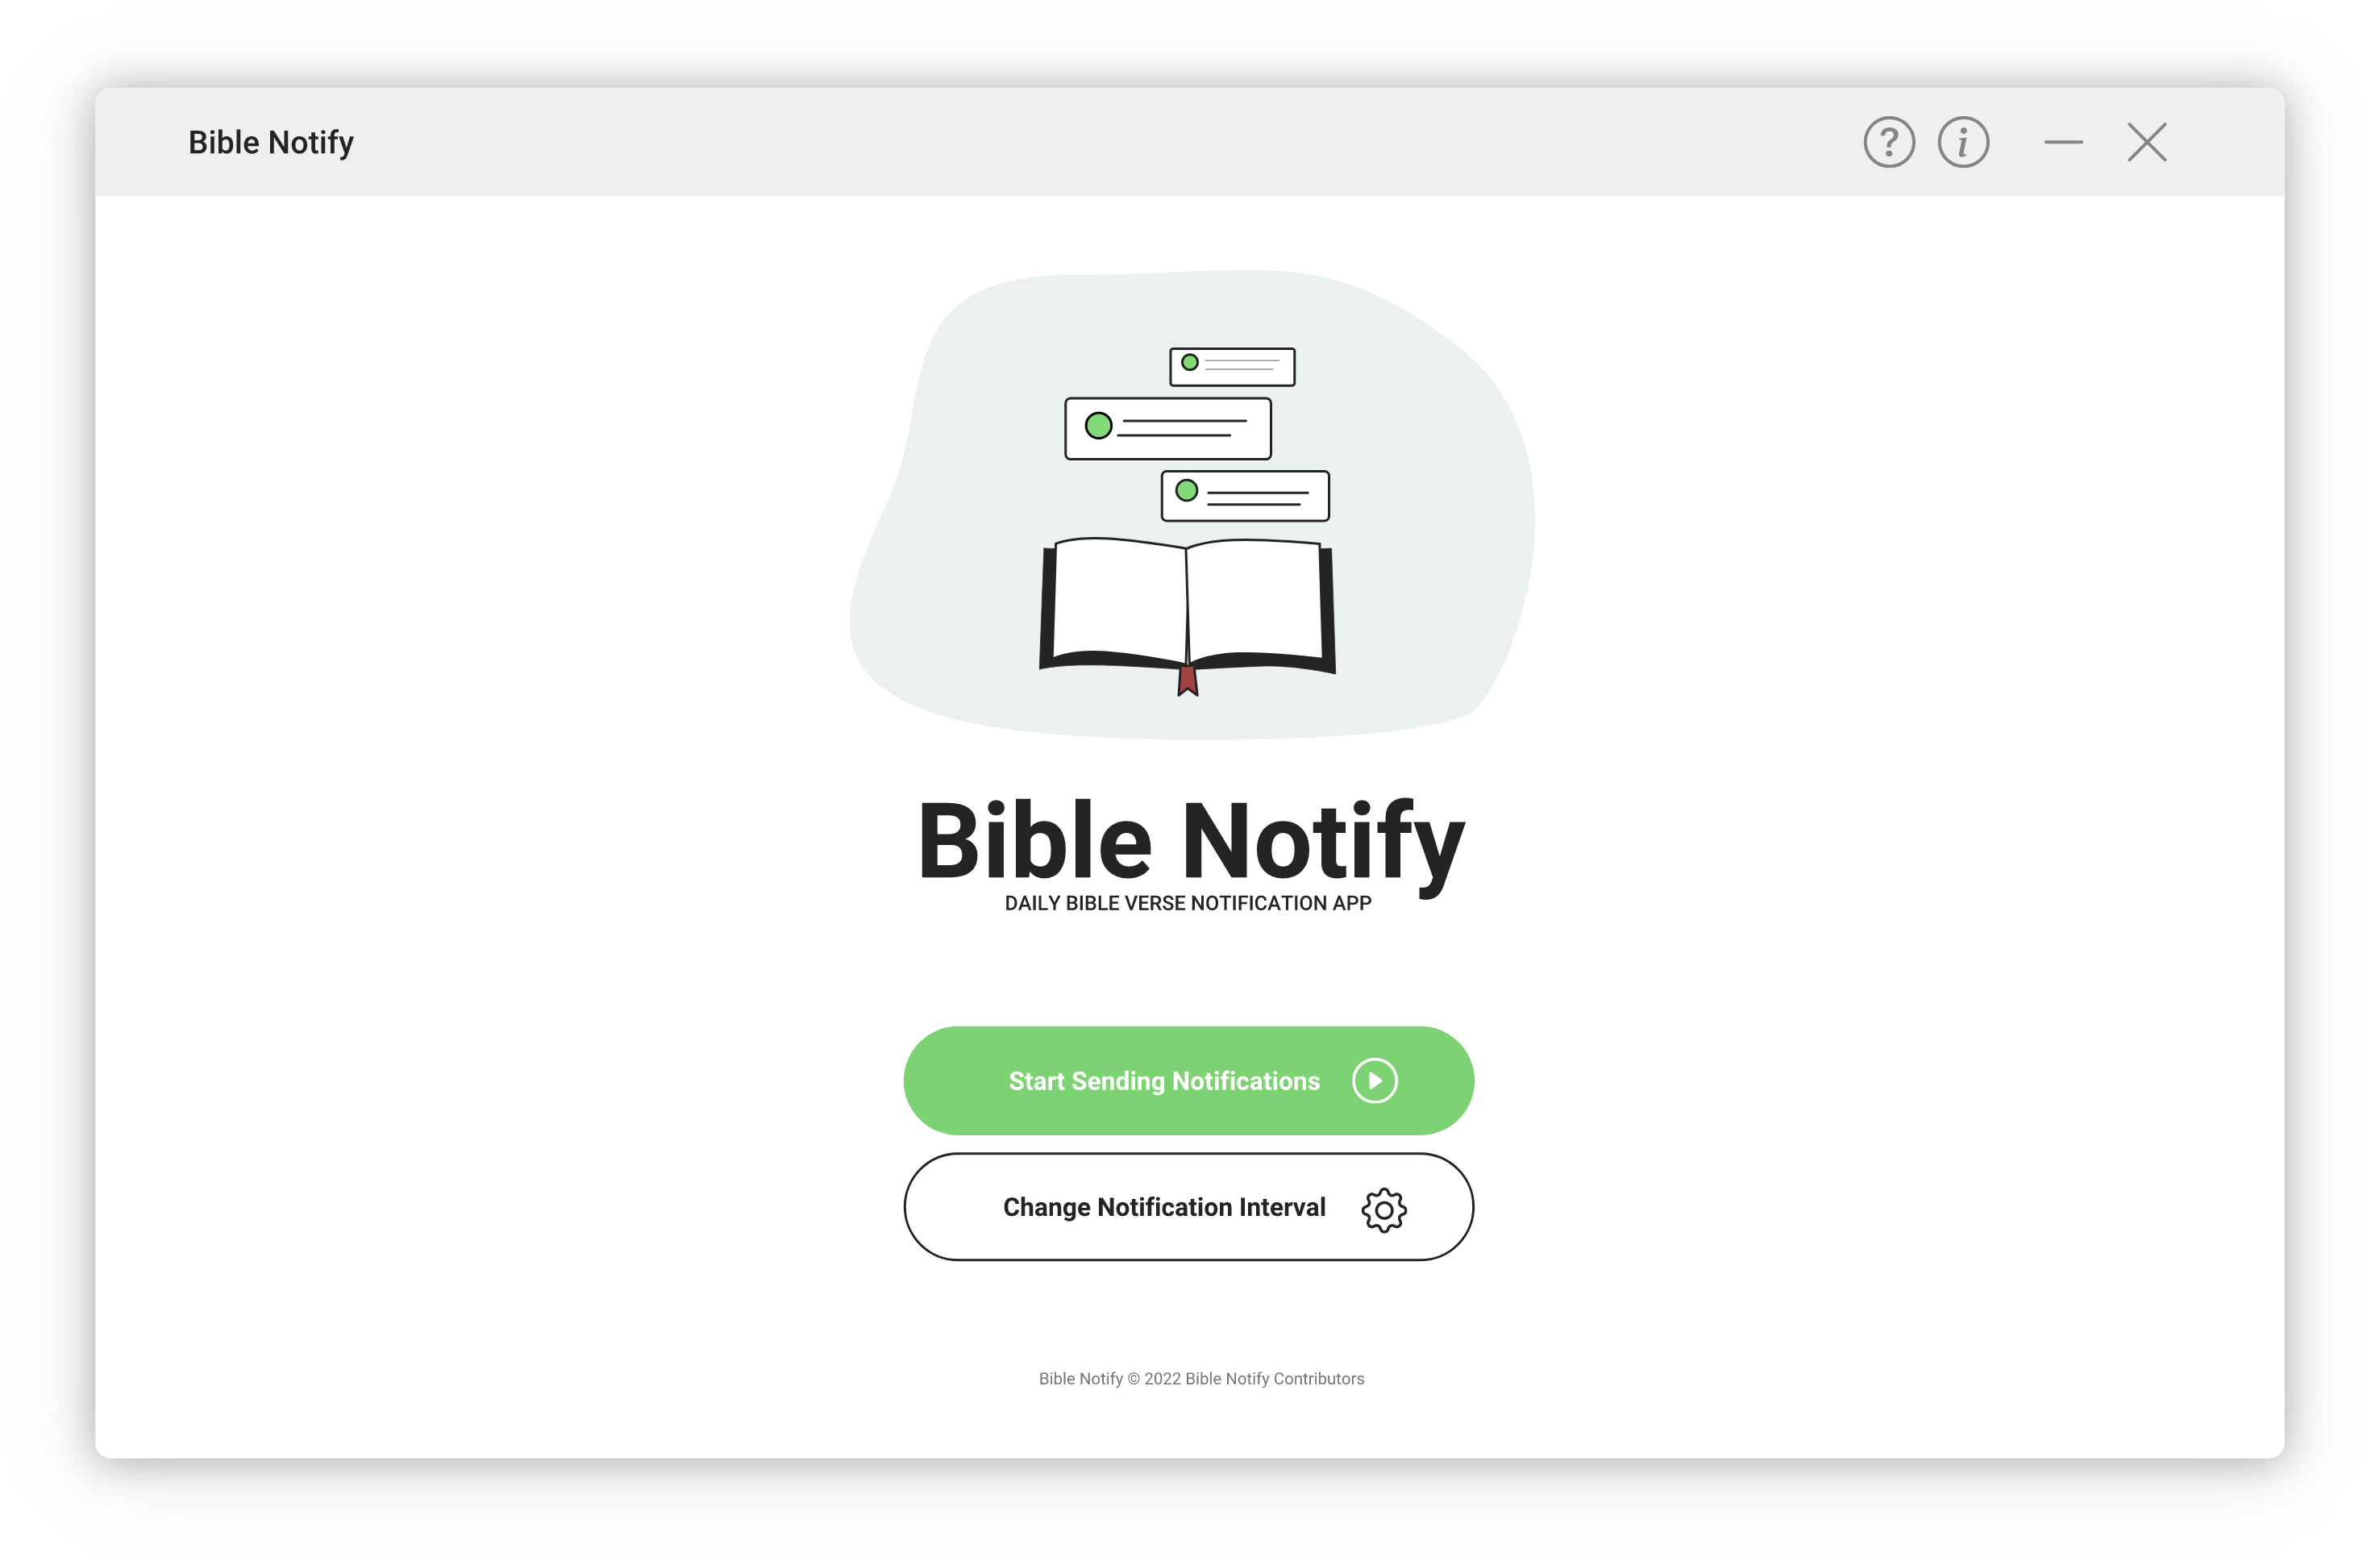 Bible Notify
Bible Notify
DAILY BIBLE VERSE NOTIFICATION APP
Start Sending Notifications
Change Notification Interval
Bible Notify © 2022 Bible Notify Contributors